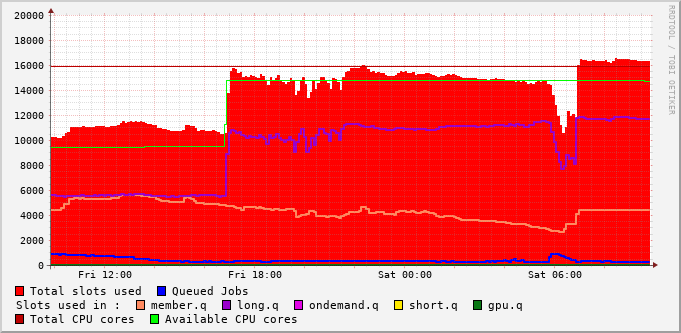 20000
18000
16000
14000
12000
10000
8000
6000
4000
2000
0
Fri 12:00 Fri 18:00 Sat 00:00 Sat 06:00
RRDTOOL / TOBI OETIKER
Total slots used Queued Jobs
Slots used in : member.q long.q ondemand.q short.q gpu.q
Total CPU cores Available CPU cores